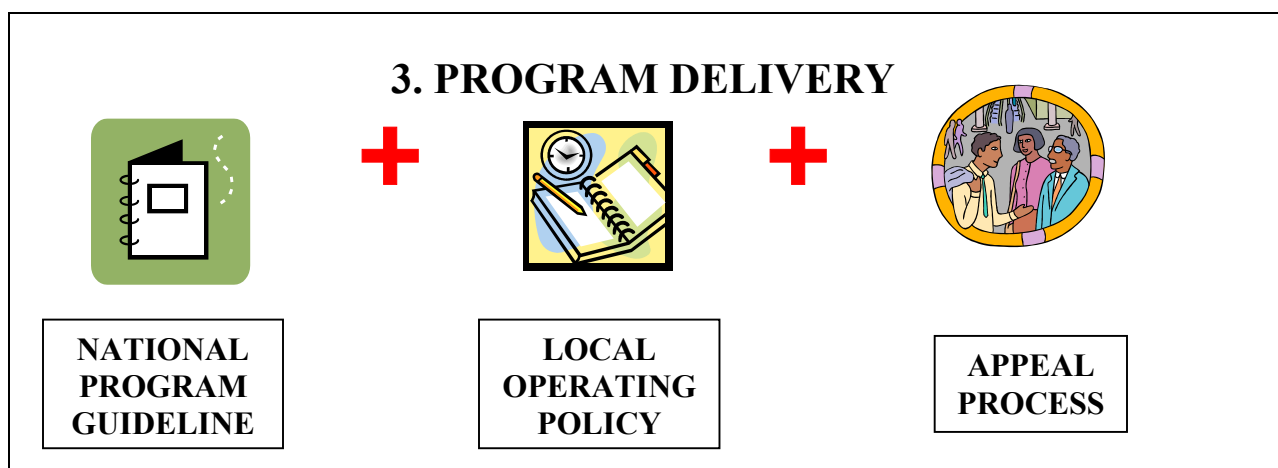 3. PROGRAM DELIVERY
NATIONAL
PROGRAM
GUIDELINE
LOCAL
OPERATING
POLICY
APPEAL
PROCESS